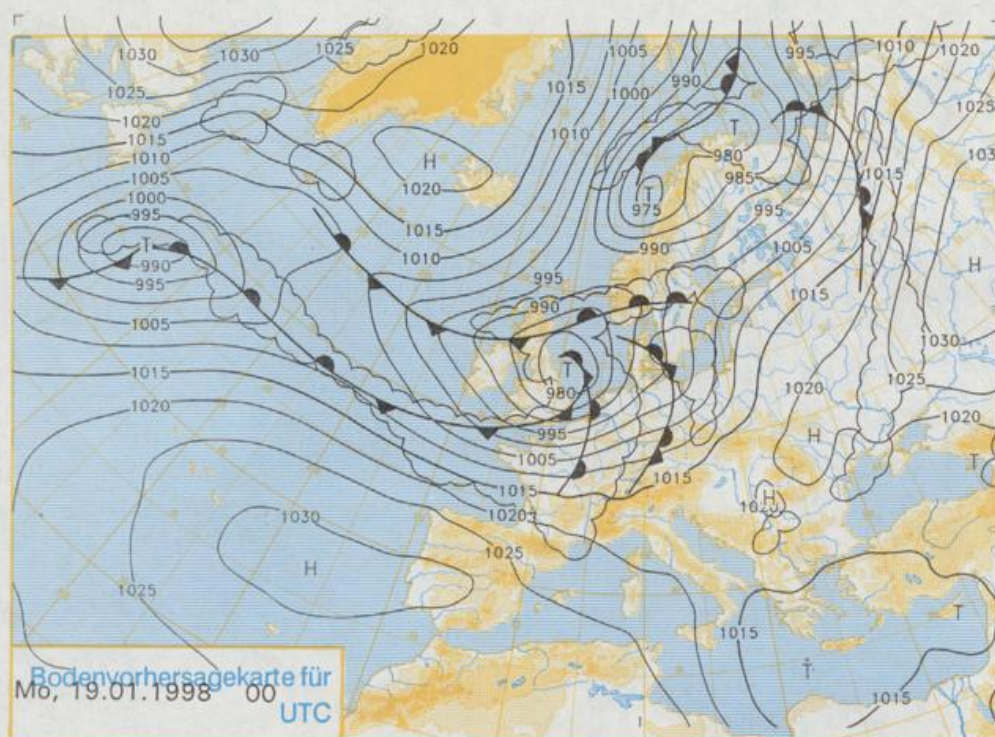 1030 1030 1025 1020 1005 995 1010 1020
1025 990 1000 1025
1020 1015
1015 1010 T
1010 H 980 1015
1005 1020 985
1000 T 975 995
995 T 1015 990 1005
990 1010 995 1015 H
995 990
1005 1030
1015 T 1025
980 1020
1020 995 H 1020
1005 1015 T
1015 H
1030 1020
1025
H
1025
1015 T
T
1015
Bodenvorhersagekarte für
Mo, 19.01.1998 00
UTC